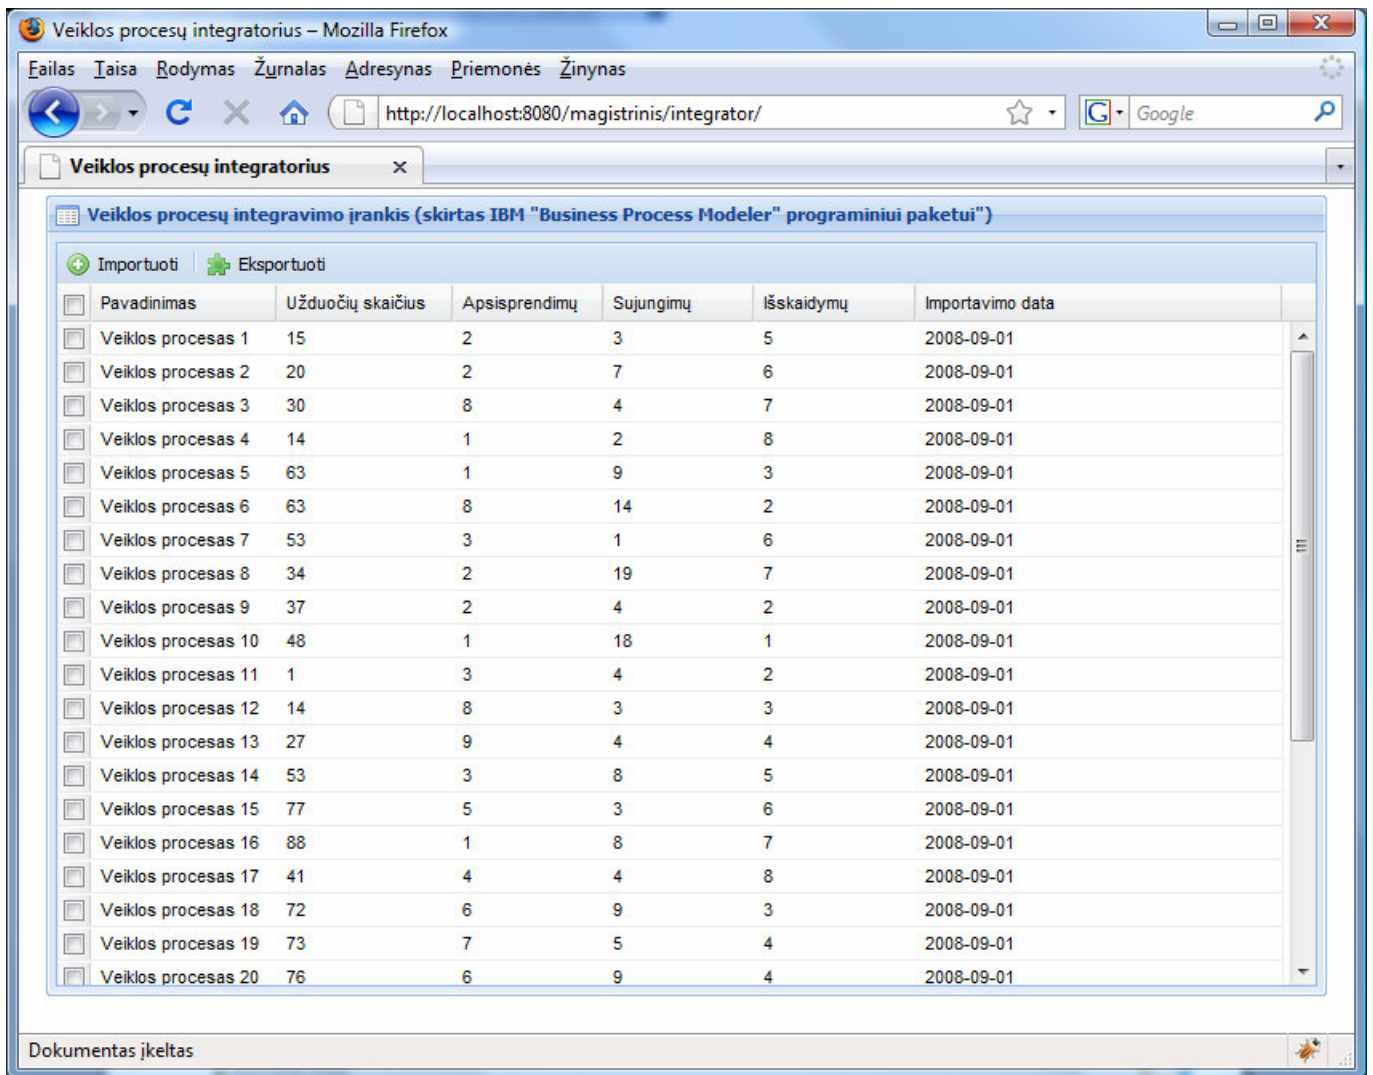 Veiklos procesų integratorius – Mozilla Firefox
Failas Taisa Rodymas Žurnalas Adresynas Priemonės Žinynas
http://localhost:8080/magistrinis/integrator/ G Google
Veiklos procesų integratorius
Veiklos procesų integravimo įrankis (skirtas IBM "Business Process Modeler" programiniui paketui")
Importuoti Eksportuoti
Pavadinimas Užduočių skaičius Apsisprendimų Sujungimų Išskaidymų Importavimo data
Veiklos procesas 1 15 2 3 5 2008-09-01
Veiklos procesas 2 20 2 7 6 2008-09-01
Veiklos procesas 3 30 8 4 7 2008-09-01
Veiklos procesas 4 14 1 2 8 2008-09-01
Veiklos procesas 5 63 1 9 3 2008-09-01
Veiklos procesas 6 63 8 14 2 2008-09-01
Veiklos procesas 7 53 3 1 6 2008-09-01
Veiklos procesas 8 34 2 19 7 2008-09-01
Veiklos procesas 9 37 2 4 2 2008-09-01
Veiklos procesas 10 48 1 18 1 2008-09-01
Veiklos procesas 11 1 3 4 2 2008-09-01
Veiklos procesas 12 14 8 3 3 2008-09-01
Veiklos procesas 13 27 9 4 4 2008-09-01
Veiklos procesas 14 53 3 8 5 2008-09-01
Veiklos procesas 15 77 5 3 6 2008-09-01
Veiklos procesas 16 88 1 8 7 2008-09-01
Veiklos procesas 17 41 4 4 8 2008-09-01
Veiklos procesas 18 72 6 9 3 2008-09-01
Veiklos procesas 19 73 7 5 4 2008-09-01
Veiklos procesas 20 76 6 9 4 2008-09-01
Dokumentas įkeltas